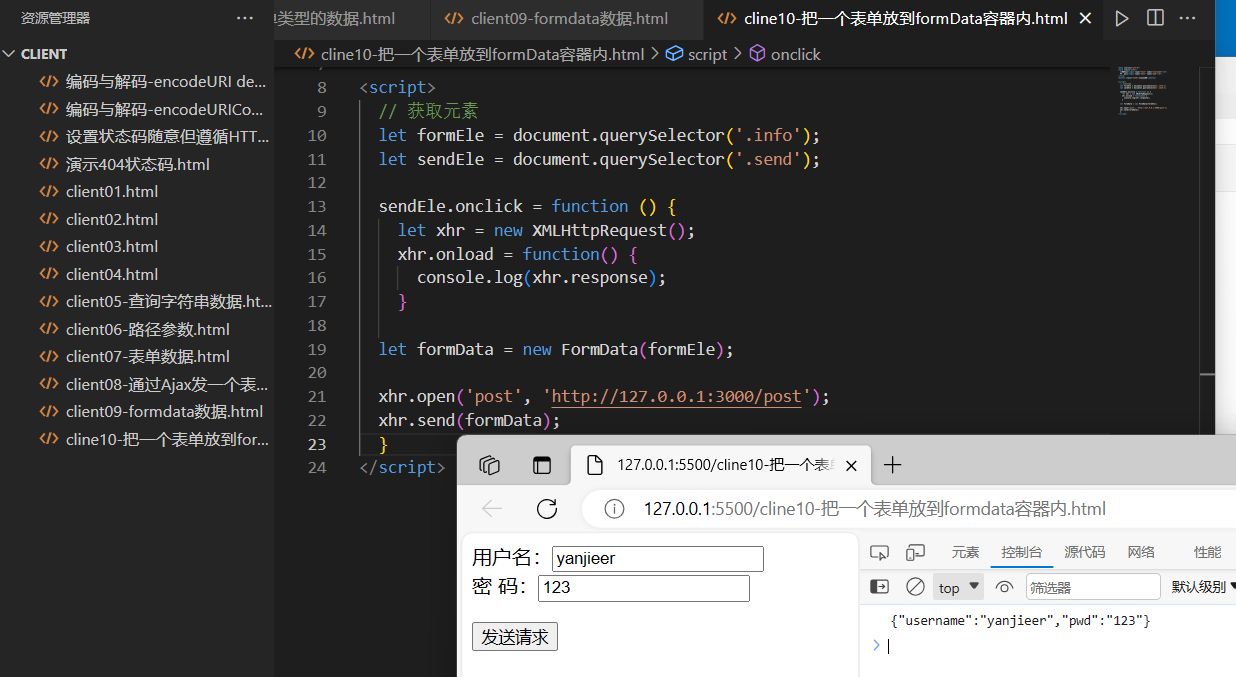 资源管理器 ...
类型的数据.html
client09-formdata数据.html
cline10-把一个表单放到formData容器内.html
cline10-把一个表单放到formData容器内.html > script > onclick
CLIENT
编码与解码-encodeURI de...
编码与解码-encodeURICo...
设置状态码随意但遵循HTT...
演示404状态码.html
client01.html
client02.html
client03.html
client04.html
client05-查询字符串数据.ht...
client06-路径参数.html
client07-表单数据.html
client08-通过Ajax发一个表...
client09-formdata数据.html
cline10-把一个表单放到for...
8 <script>
9 // 获取元素
10 let formEle = document.querySelector('.info');
11 let sendEle = document.querySelector('.send');
12
13 sendEle.onclick = function () {
14 let xhr = new XMLHttpRequest();
15 xhr.onload = function() {
16 console.log(xhr.response);
17 }
18
19 let formData = new FormData(formEle);
20
21 xhr.open('post', 'http://127.0.0.1:3000/post');
22 xhr.send(formData);
23 }
24 </script>
127.0.0.1:5500/cline10-把一个表
127.0.0.1:5500/cline10-把一个表单放到formdata容器内.html
用户名： yanjieer
密 码： 123
发送请求
元素 控制台 源代码 网络 性能
top 筛选器 默认级别
{"username":"yanjieer","pwd":"123"}